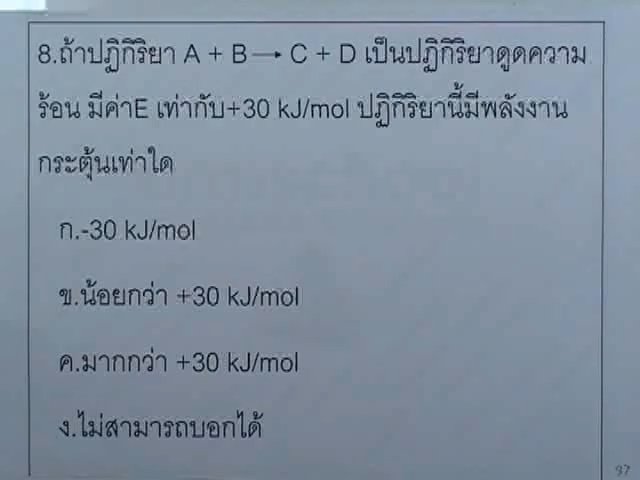 8.ถ้าปฏิกิริยา A + B → C + D เป็นปฏิกิริยาดูดความ
ร้อน มีค่าE เท่ากับ+30 kJ/mol ปฏิกิริยานี้มีพลังงาน
กระตุ้นเท่าใด
ก.-30 kJ/mol
ข.น้อยกว่า +30 kJ/mol
ค.มากกว่า +30 kJ/mol
ง.ไม่สามารถบอกได้